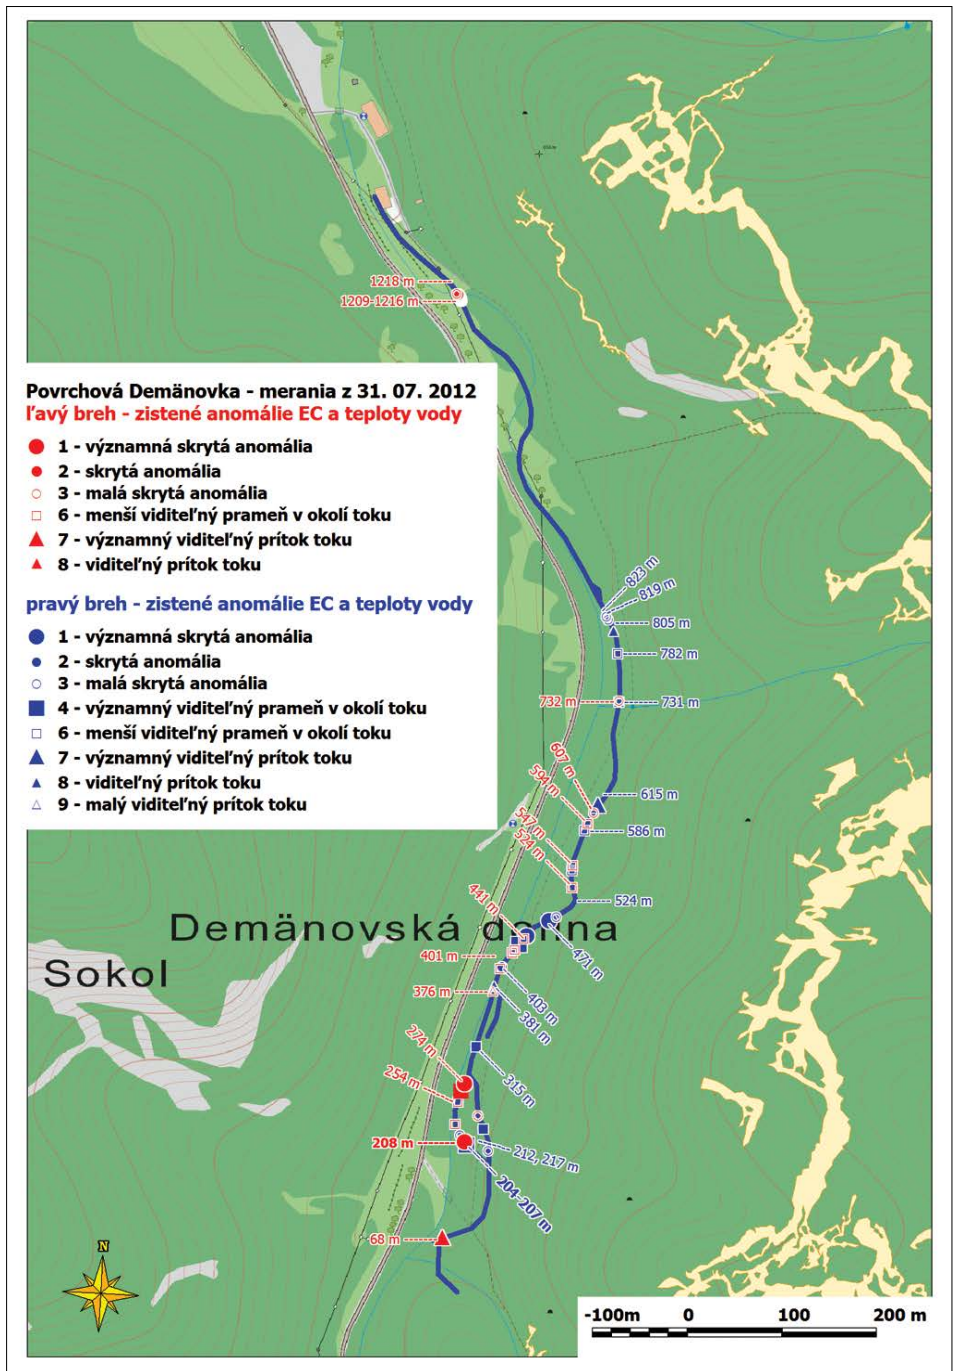 1218 m
1209-1216 m
Povrchová Demänovka - merania z 31. 07. 2012
ľavý breh - zistené anomálie EC a teploty vody
1 - významná skrytá anomália
2 - skrytá anomália
3 - malá skrytá anomália
6 - menší viditeľný prameň v okolí toku
7 - významný viditeľný prítok toku
8 - viditeľný prítok toku
pravý breh - zistené anomálie EC a teploty vody
1 - významná skrytá anomália
2 - skrytá anomália
3 - malá skrytá anomália
4 - významný viditeľný prameň v okolí toku
6 - menší viditeľný prameň v okolí toku
7 - významný viditeľný prítok toku
8 - viditeľný prítok toku
9 - malý viditeľný prítok toku
823 m
819 m
805 m
782 m
732 m
731 m
607 m
594 m
615 m
586 m
547 m
524 m
524 m
441 m
Demänovská dolina
471 m
401 m
Sokol
376 m
403 m
381 m
274 m
254 m
315 m
208 m
212, 217 m
204-207 m
68 m
N
-100m 0 100 200 m